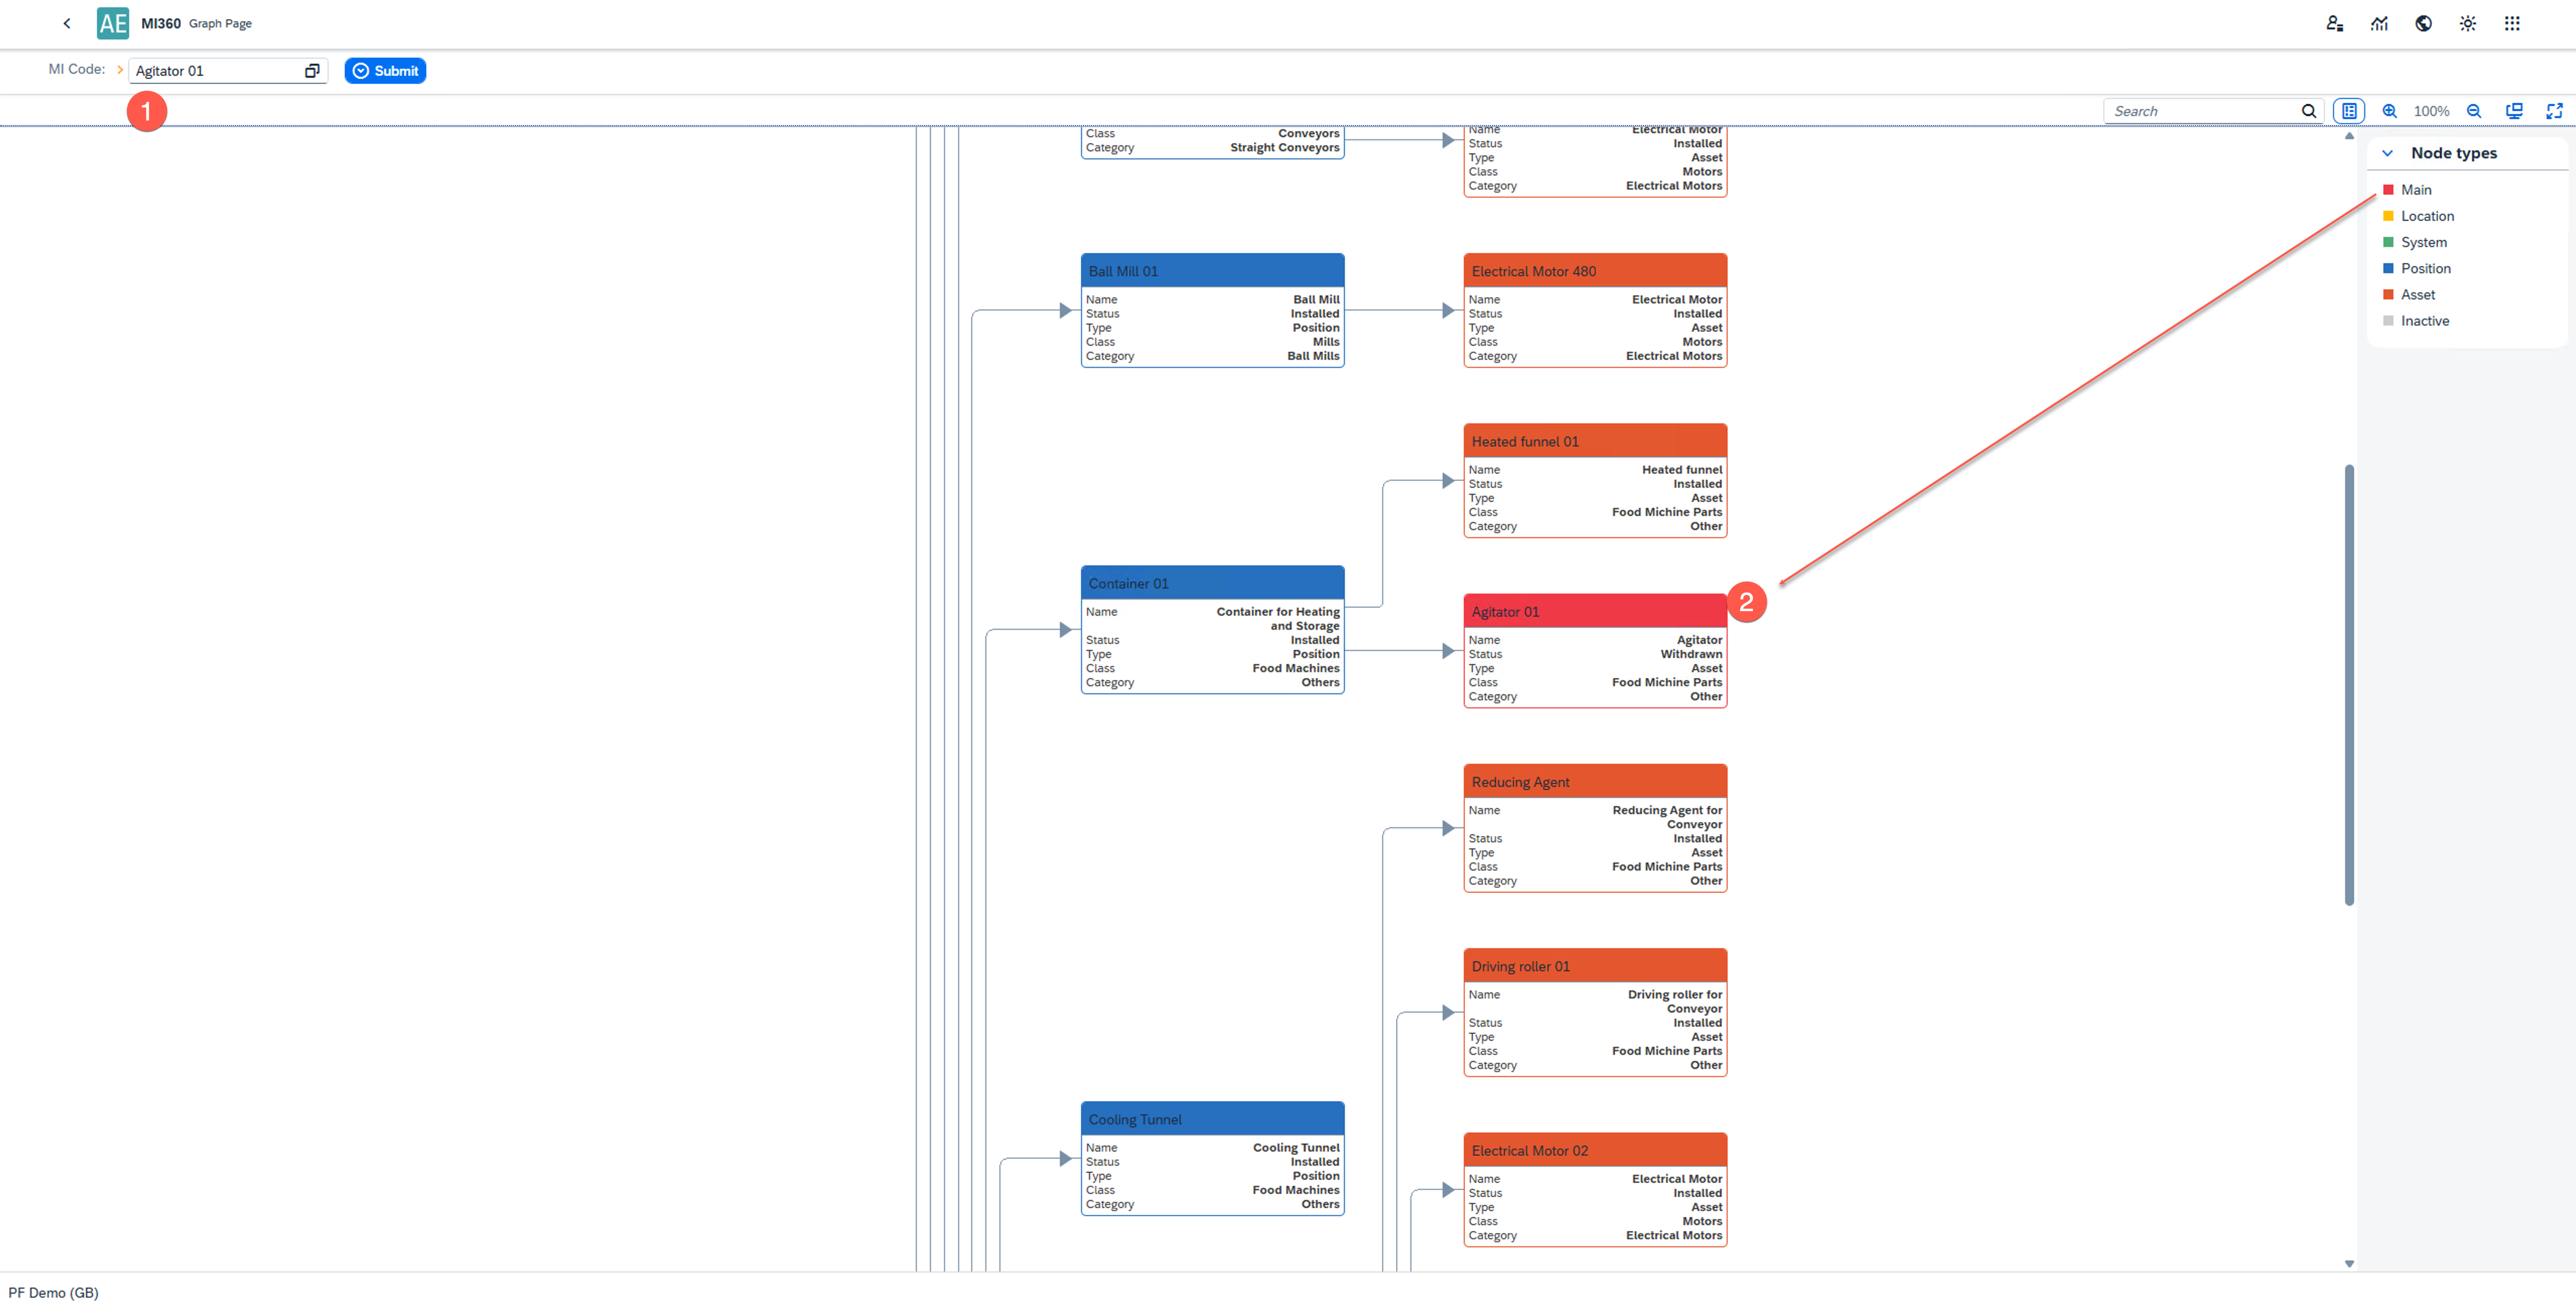 AE MI360 Graph Page
MI Code: Agitator 01 Submit
1
Search 100%
Class Conveyors
Category Straight Conveyors
Name Electrical Motor
Status Installed
Type Asset
Class Motors
Category Electrical Motors
Node types
Main
Location
System
Position
Asset
Inactive
Ball Mill 01
Name Ball Mill
Status Installed
Type Position
Class Mills
Category Ball Mills
Electrical Motor 480
Name Electrical Motor
Status Installed
Type Asset
Class Motors
Category Electrical Motors
Heated funnel 01
Name Heated funnel
Status Installed
Type Asset
Class Food Michine Parts
Category Other
Container 01
Name Container for Heating
and Storage
Status Installed
Type Position
Class Food Machines
Category Others
Agitator 01
2
Name Agitator
Status Withdrawn
Type Asset
Class Food Michine Parts
Category Other
Reducing Agent
Name Reducing Agent for
Conveyor
Status Installed
Type Asset
Class Food Michine Parts
Category Other
Driving roller 01
Name Driving roller for
Conveyor
Status Installed
Type Asset
Class Food Michine Parts
Category Other
Cooling Tunnel
Name Cooling Tunnel
Status Installed
Type Position
Class Food Machines
Category Others
Electrical Motor 02
Name Electrical Motor
Status Installed
Type Asset
Class Motors
Category Electrical Motors
PF Demo (GB)